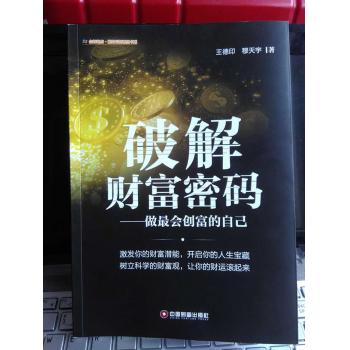 王德印 穆天宇 著
破解
财富密码
——做最会创富的自己
激发你的财富潜能，开启你的人生宝藏
树立科学的财富观，让你的财运滚起来
中国财富出版社